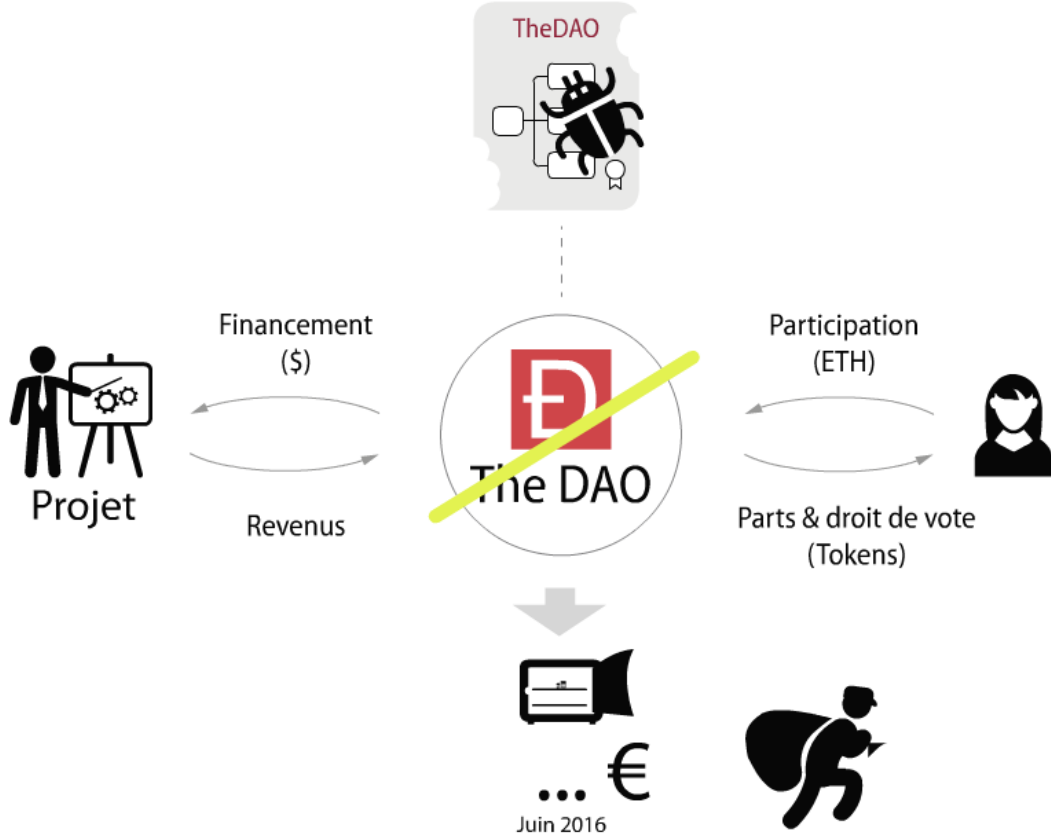 TheDAO
Financement
($)
Participation
(ETH)
Đ
The DAO
Projet
Revenus
Parts & droit de vote
(Tokens)
... €
Juin 2016